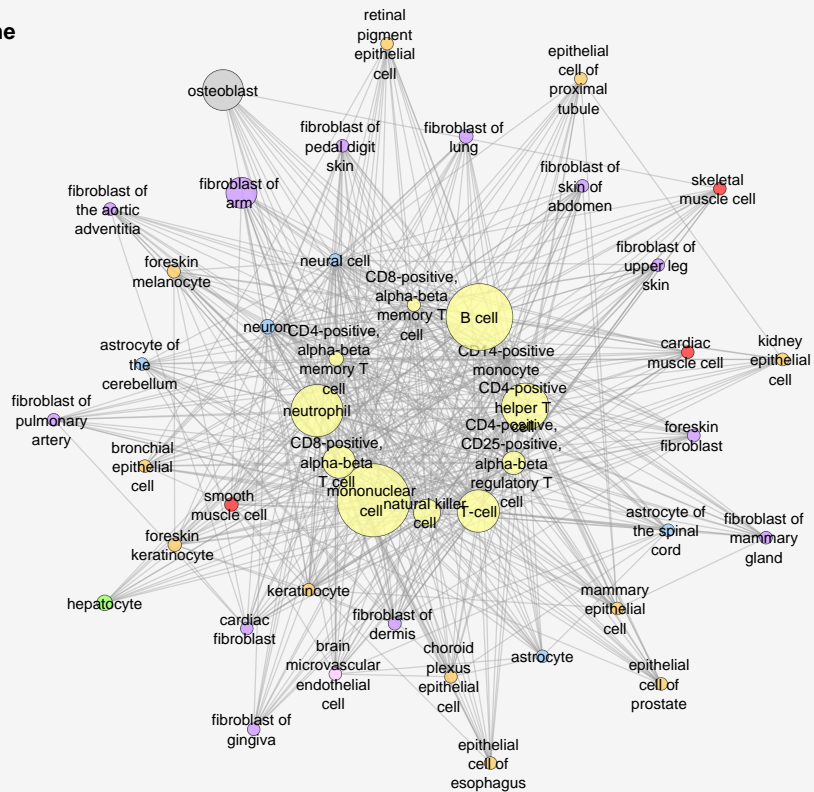 ne
retinal
pigment
epithelial
cell
epithelial
cell of
proximal
tubule
osteoblast
fibroblast of
pedal digit
skin
fibroblast of
lung
fibroblast of
skin of
abdomen
skeletal
muscle cell
fibroblast of
the aortic
adventitia
fibroblast of
arm
foreskin
melanocyte
neural cell
fibroblast of
upper leg
skin
CD8-positive,
alpha-beta
memory T
cell
B cell
neuron
CD4-positive,
alpha-beta
memory T
cell
CD14-positive
monocyte
cardiac
muscle cell
kidney
epithelial
cell
astrocyte of
the
cerebellum
CD4-positive
helper T
cell
neutrophil
fibroblast of
pulmonary
artery
CD4-positive,
CD25-positive,
alpha-beta
regulatory T
cell
foreskin
fibroblast
bronchial
epithelial
cell
CD8-positive,
alpha-beta
T cell
mononuclear
cell
natural killer
cell
T-cell
smooth
muscle cell
foreskin
keratinocyte
astrocyte of
the spinal
cord
fibroblast of
mammary
gland
hepatocyte
keratinocyte
mammary
epithelial
cell
cardiac
fibroblast
fibroblast of
dermis
brain
microvascular
endothelial
cell
choroid
plexus
epithelial
cell
astrocyte
epithelial
cell of
prostate
fibroblast of
gingiva
epithelial
cell of
esophagus